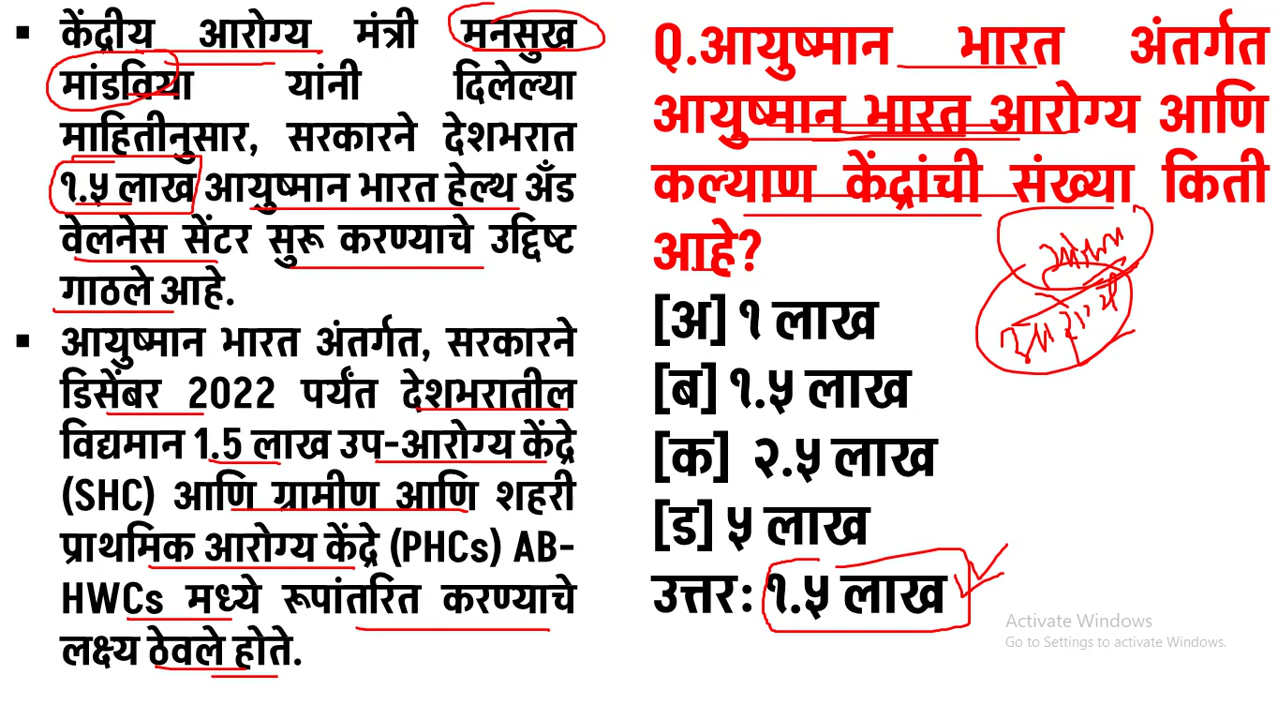 ▪ केंद्रीय आरोग्य मंत्री मनसुख
मांडविया यांनी दिलेल्या
माहितीनुसार, सरकारने देशभरात
१.५ लाख आयुष्मान भारत हेल्थ अँड
वेलनेस सेंटर सुरू करण्याचे उद्दिष्ट
गाठले आहे.
▪ आयुष्मान भारत अंतर्गत, सरकारने
डिसेंबर 2022 पर्यंत देशभरातील
विद्यमान 1.5 लाख उप-आरोग्य केंद्रे
(SHC) आणि ग्रामीण आणि शहरी
प्राथमिक आरोग्य केंद्रे (PHCs) AB-
HWCs मध्ये रूपांतरित करण्याचे
लक्ष्य ठेवले होते.
Q.आयुष्मान भारत अंतर्गत
आयुष्मान भारत आरोग्य आणि
कल्याण केंद्रांची संख्या किती
आहे?
[अ] १ लाख
[ब] १.५ लाख
[क] २.५ लाख
[ड] ५ लाख
उत्तर: १.५ लाख
Activate Windows
Go to Settings to activate Windows.